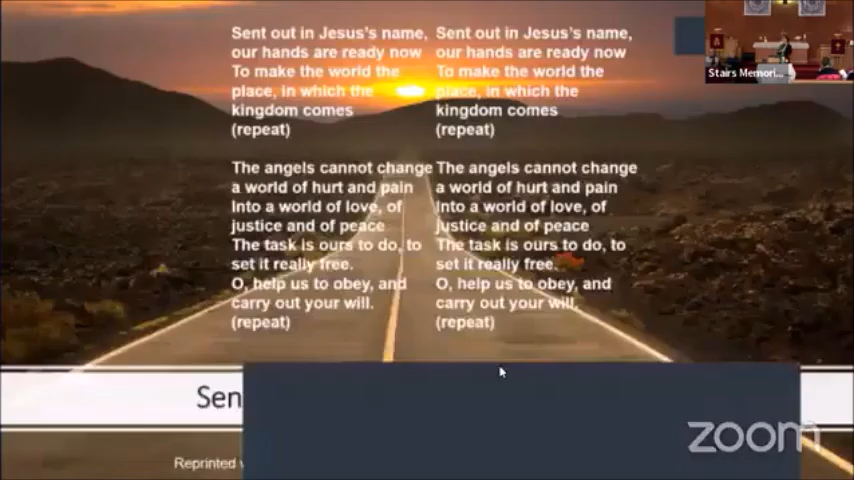 Sent out in Jesus's name,
our hands are ready now
To make the world the
place, in which the
kingdom comes
(repeat)
The angels cannot change
a world of hurt and pain
Into a world of love, of
justice and of peace
The task is ours to do, to
set it really free.
O, help us to obey, and
carry out your will.
(repeat)
Sent out in Jesus's name,
our hands are ready now
To make the world the
place, in which the
kingdom comes
(repeat)
The angels cannot change
a world of hurt and pain
Into a world of love, of
justice and of peace
The task is ours to do, to
set it really free.
O, help us to obey, and
carry out your will.
(repeat)
Stairs Memori...
Sen
Reprinted
zoom